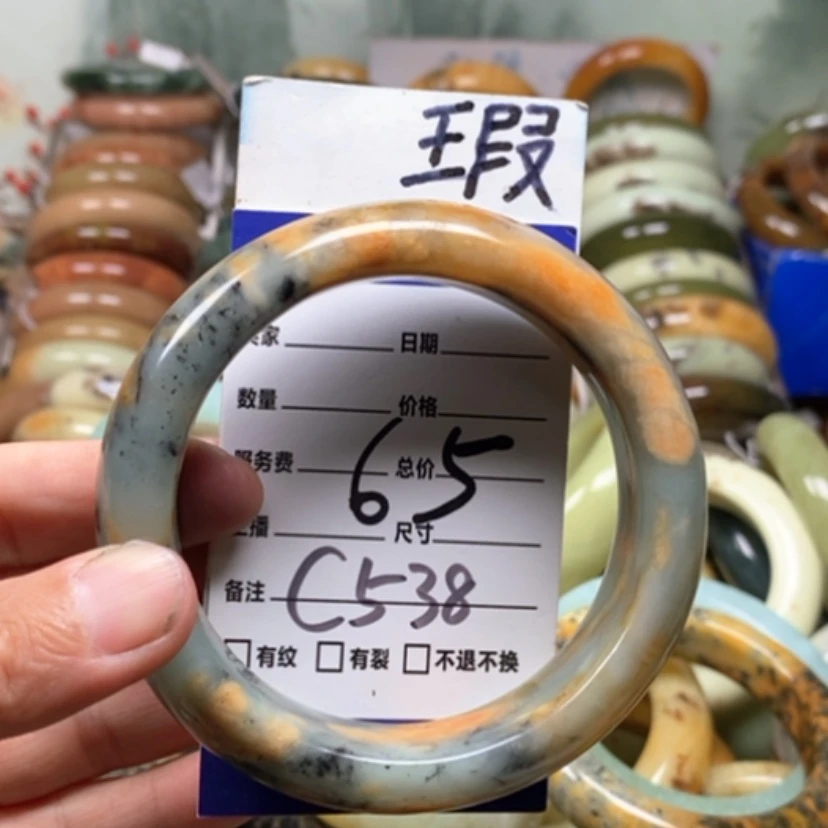 瑕
家 日期
数量 价格
服务费 总价
65
播 尺寸
备注 C538
有纹 有裂 不退不换